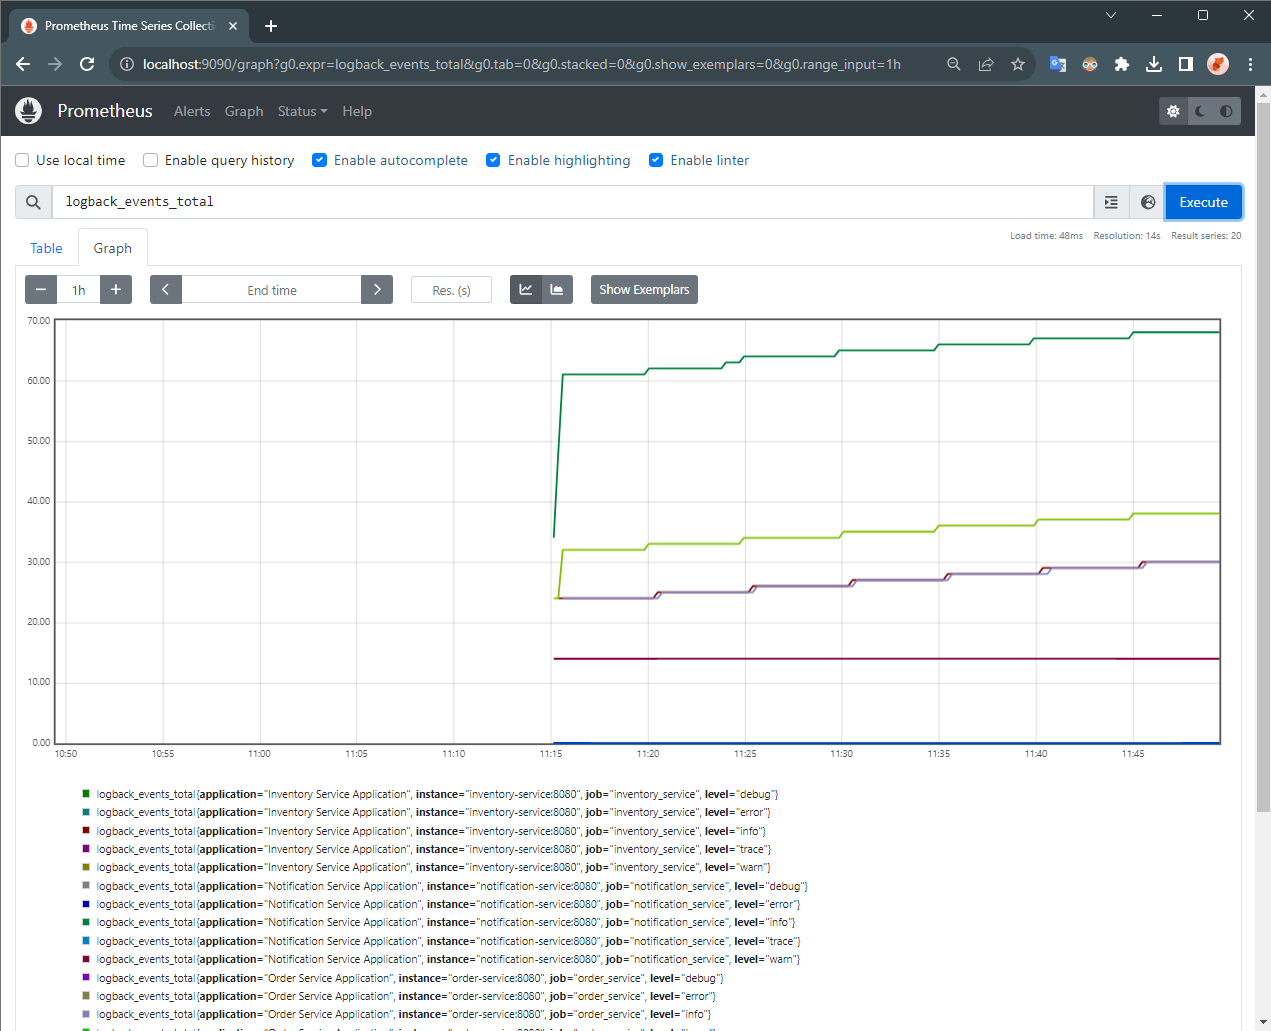 Prometheus Time Series Collecti
localhost:9090/graph?g0.expr=logback_events_total&g0.tab=0&g0.stacked=0&g0.show_exemplars=0&g0.range_input=1h
Prometheus Alerts Graph Status Help
Use local time Enable query history Enable autocomplete Enable highlighting Enable linter
logback_events_total Execute
Load time: 48ms Resolution: 14s Result series: 20
Table Graph
1h End time Res. (s) Show Exemplars
70.00
60.00
50.00
40.00
30.00
20.00
10.00
0.00
10:50 10:55 11:00 11:05 11:10 11:15 11:20 11:25 11:30 11:35 11:40 11:45
logback_events_total{application="Inventory Service Application", instance="inventory-service:8080", job="inventory_service", level="debug"}
logback_events_total{application="Inventory Service Application", instance="inventory-service:8080", job="inventory_service", level="error"}
logback_events_total{application="Inventory Service Application", instance="inventory-service:8080", job="inventory_service", level="info"}
logback_events_total{application="Inventory Service Application", instance="inventory-service:8080", job="inventory_service", level="trace"}
logback_events_total{application="Inventory Service Application", instance="inventory-service:8080", job="inventory_service", level="warn"}
logback_events_total{application="Notification Service Application", instance="notification-service:8080", job="notification_service", level="debug"}
logback_events_total{application="Notification Service Application", instance="notification-service:8080", job="notification_service", level="error"}
logback_events_total{application="Notification Service Application", instance="notification-service:8080", job="notification_service", level="info"}
logback_events_total{application="Notification Service Application", instance="notification-service:8080", job="notification_service", level="trace"}
logback_events_total{application="Notification Service Application", instance="notification-service:8080", job="notification_service", level="warn"}
logback_events_total{application="Order Service Application", instance="order-service:8080", job="order_service", level="debug"}
logback_events_total{application="Order Service Application", instance="order-service:8080", job="order_service", level="error"}
logback_events_total{application="Order Service Application", instance="order-service:8080", job="order_service", level="info"}